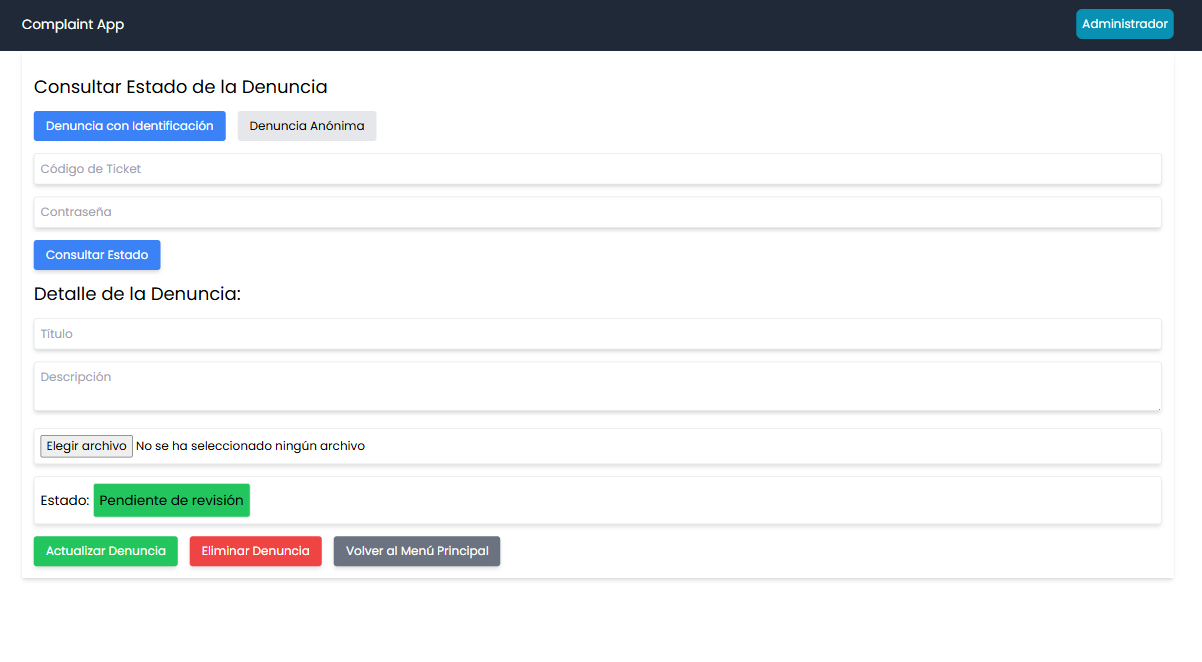 Complaint App
Administrador
Consultar Estado de la Denuncia
Denuncia con Identificación
Denuncia Anónima
Código de Ticket
Contraseña
Consultar Estado
Detalle de la Denuncia:
Título
Descripción
Elegir archivo No se ha seleccionado ningún archivo
Estado: Pendiente de revisión
Actualizar Denuncia
Eliminar Denuncia
Volver al Menú Principal